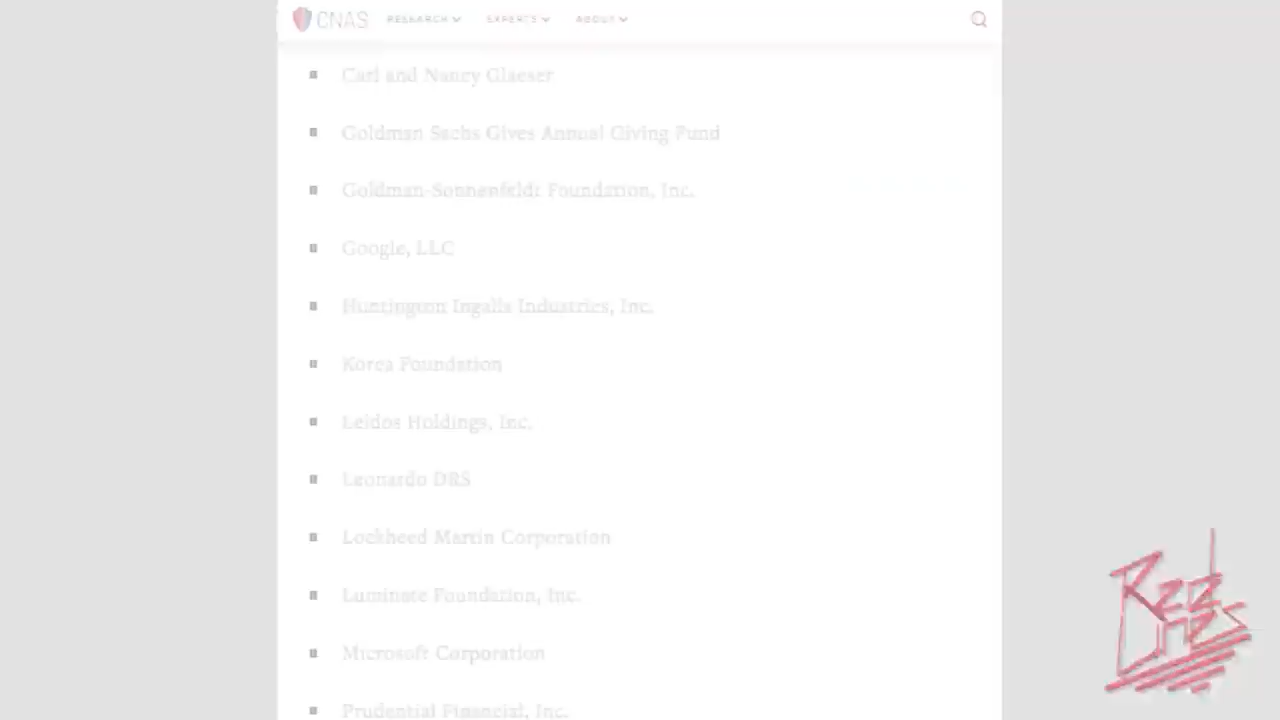 CNAS RESEARCH EXPERTS ABOUT
Carl and Nancy Glaeser
Goldman Sachs Gives Annual Giving Fund
Goldman-Sonnenfeldt Foundation, Inc.
Google, LLC
Huntington Ingalls Industries, Inc.
Korea Foundation
Leidos Holdings, Inc.
Leonardo DRS
Lockheed Martin Corporation
Luminate Foundation, Inc.
Microsoft Corporation
Prudential Financial, Inc.